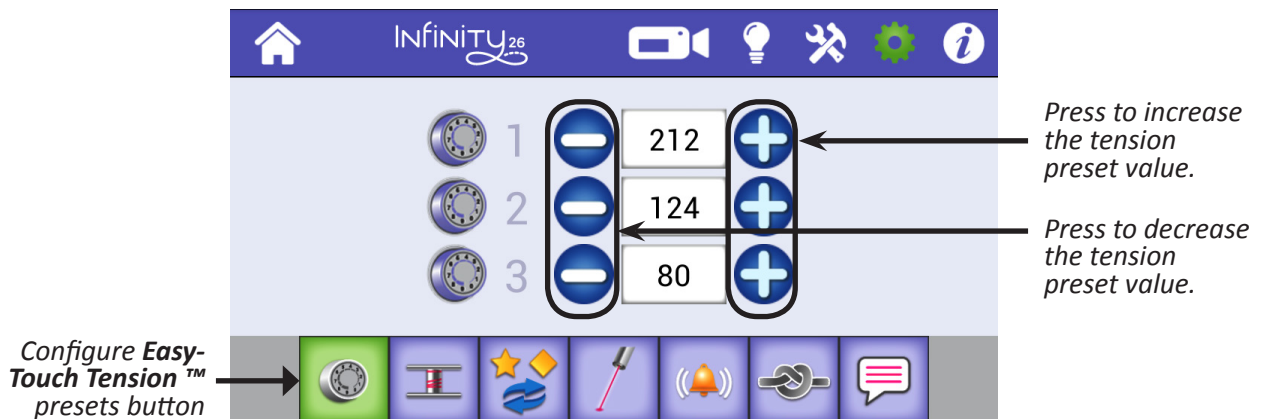 INFINITY 26
1 212
2 124
3 80
Press to increase
the tension
preset value.
Press to decrease
the tension
preset value.
Configure Easy-
Touch Tension ™
presets button